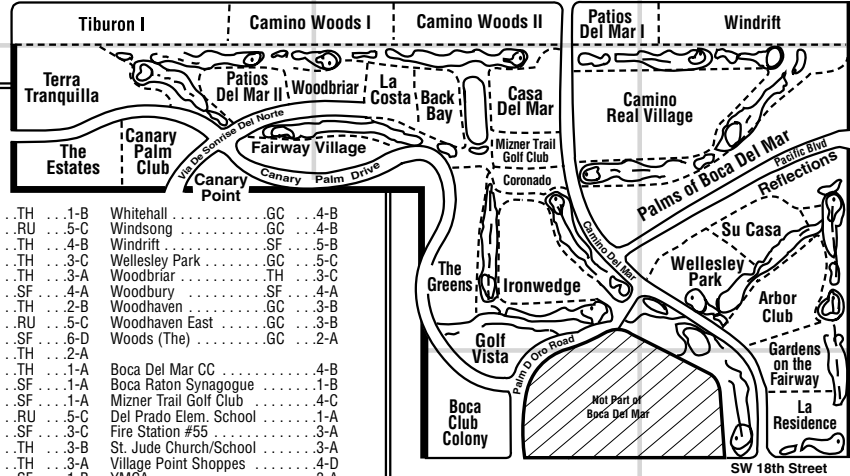 Tiburon I
Camino Woods I
Camino Woods II
Patios
Del Mar I
Windrift
Terra
Tranquilla
Patios
Del Mar II
Woodbriar
La
Costa
Back
Bay
Casa
Del Mar
Camino
Real Village
The
Estates
Canary
Palm
Club
Via De Sonrise Del Norte
Fairway Village
Mizner Trail
Golf Club
Canary Palm Drive
Canary
Point
Coronado
Palms of Boca Del Mar
Pacific Blvd
Reflections
Camino Del Mar
Su Casa
Wellesley
Park
The
Greens
Ironwedge
Arbor
Club
Golf
Vista
Palm D Oro Road
Gardens
on the
Fairway
Not Part of
Boca Del Mar
Boca
Club
Colony
La
Residence
SW 18th Street
. .TH . . .1-B Whitehall . . . . . . . . . . .GC . . .4-B
. .RU . . .5-C Windsong . . . . . . . . . . .GC . . .4-B
. .TH . . .4-B Windrift . . . . . . . . . . . .SF . . .5-B
. .TH . . .3-C Wellesley Park . . . . . . .GC . . .5-C
. .TH . . .3-A Woodbriar . . . . . . . . . .TH . . .3-C
. .SF . . .4-A Woodbury . . . . . . . . . .SF . . .4-A
. .TH . . .2-B Woodhaven . . . . . . . . .GC . . .3-B
. .RU . . .5-C Woodhaven East . . . . . .GC . . .3-B
. .SF . . .6-D Woods (The) . . . . . . . . .GC . . .2-A
. .TH . . .2-A
. .TH . . .1-A Boca Del Mar CC . . . . . . . . . . .4-B
. .SF . . .1-A Boca Raton Synagogue . . . . . . .1-B
. .SF . . .1-A Mizner Trail Golf Club . . . . . . . .4-C
. .RU . . .5-C Del Prado Elem. School . . . . . . .1-A
. .SF . . .3-C Fire Station #55 . . . . . . . . . . . .3-A
. .TH . . .3-B St. Jude Church/School . . . . . . .3-A
. .TH . . .3-A Village Point Shoppes . . . . . . . .4-D
. .SF . . .1-B YMCA . . . . . . . . . . . . . . . . . . . .2-A